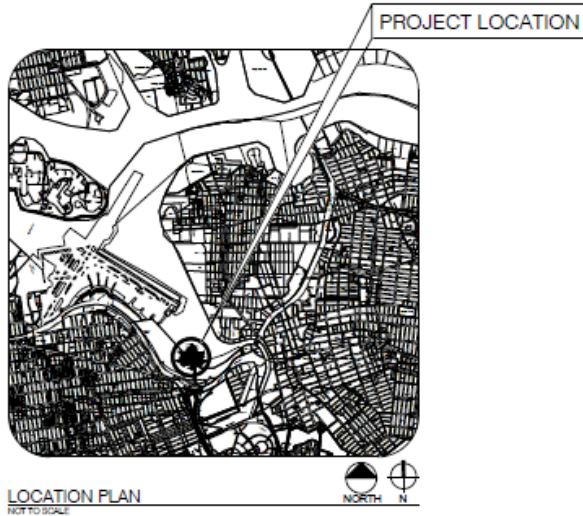 PROJECT LOCATION
LOCATION PLAN
NOT TO SCALE
NORTH
N